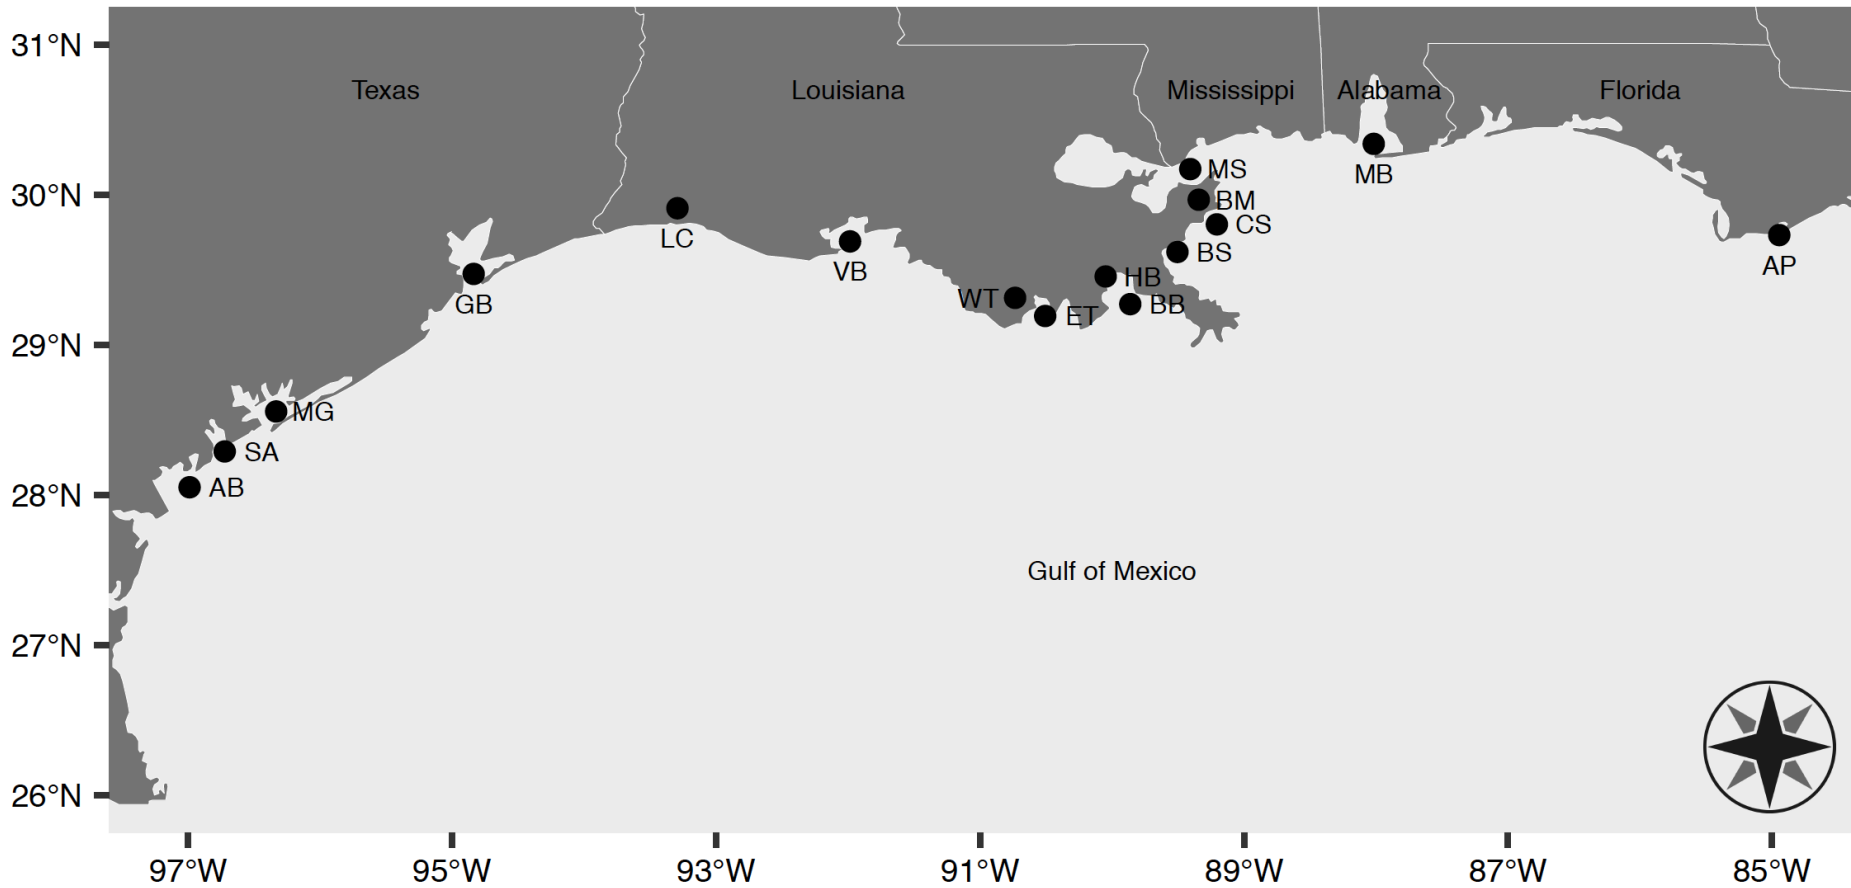 31°N
Texas
Louisiana
Mississippi
Alabama
Florida
30°N
MS
MB
BM
CS
LC
VB
BS
AP
HB
GB
WT
ET
BB
29°N
MG
SA
AB
28°N
Gulf of Mexico
27°N
26°N
97°W
95°W
93°W
91°W
89°W
87°W
85°W